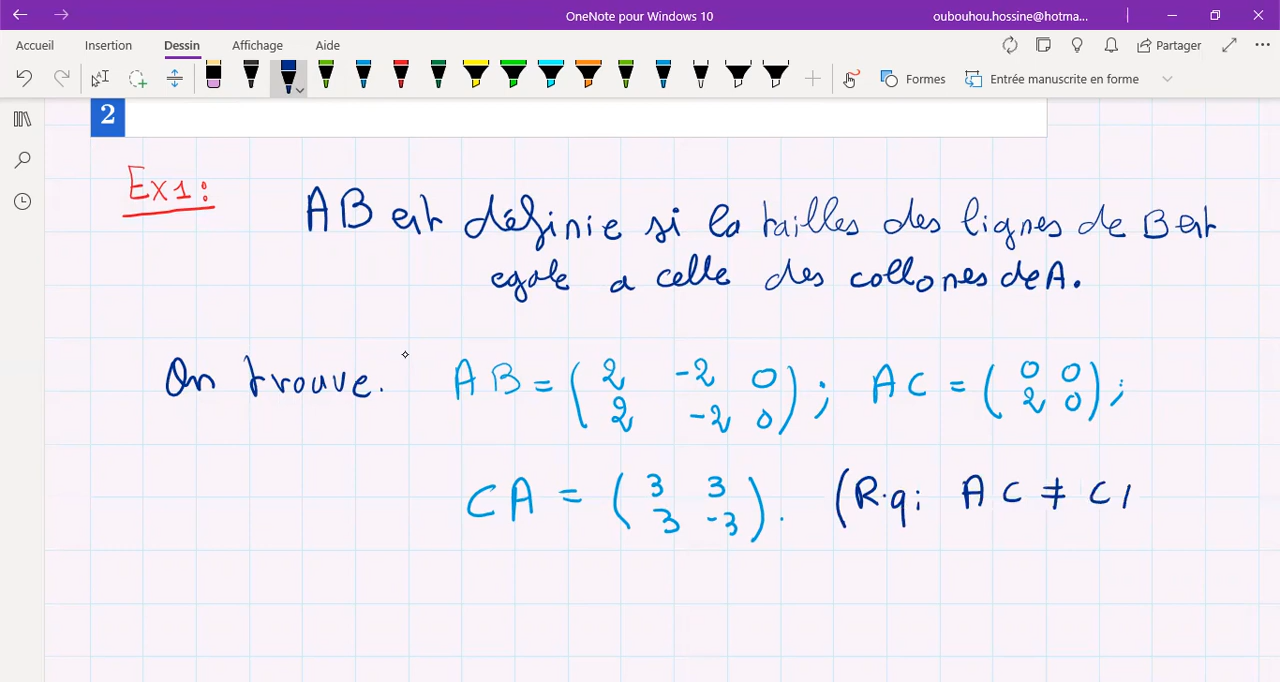 OneNote pour Windows 10
oubouhou.hossine@hotma...
Accueil Insertion Dessin Affichage Aide
Partager
Formes Entrée manuscrite en forme
2
Ex1: AB est définie si la tailles des lignes de B est
egale a celle des collones de A.
On trouve. AB = ( 2 -2 0 ) ; AC = ( 0 0 ) ;
( 2 -2 0 ) ( 2 0 )
CA = ( 3 3 ) . (Rq: AC ≠ C
( 3 -3 )